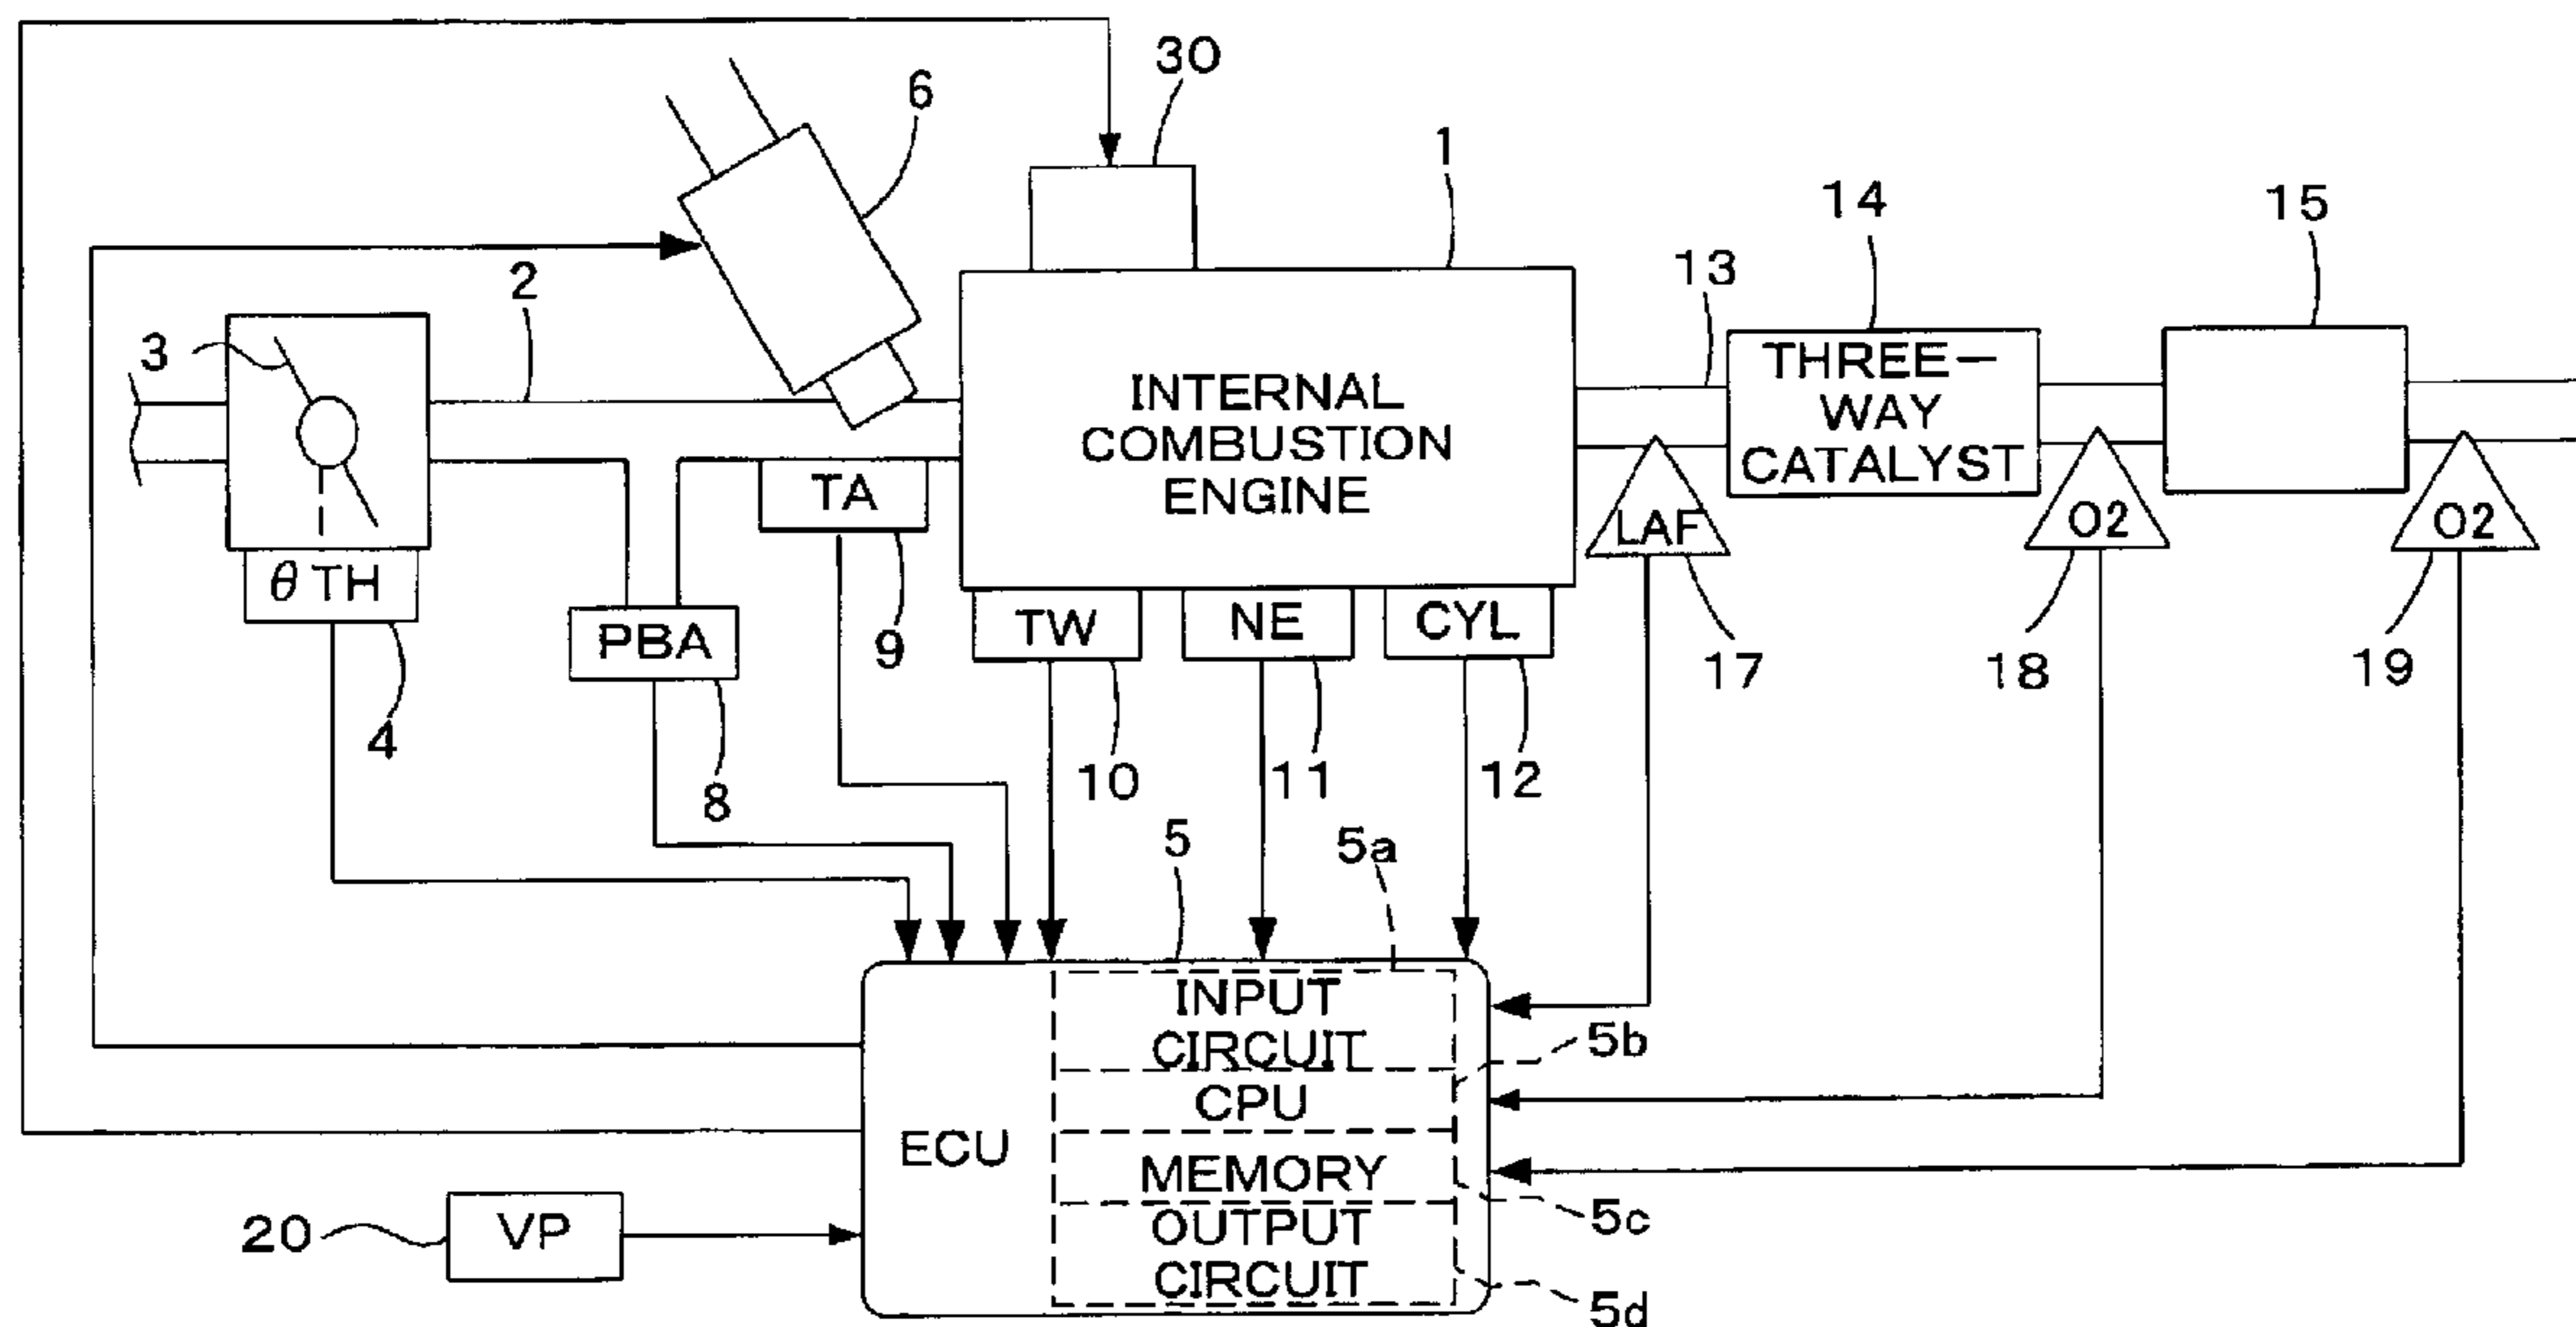 30
6
1
14
15
2
13
3
THREE-
WAY
CATALYST
INTERNAL
COMBUSTION
ENGINE
TA
LAF
O2
O2
θ TH
PBA
TW
NE
CYL
9
17
18
19
4
8
10
11
12
5
5a
INPUT
CIRCUIT
5b
CPU
ECU
MEMORY
5c
20
VP
OUTPUT
CIRCUIT
5d